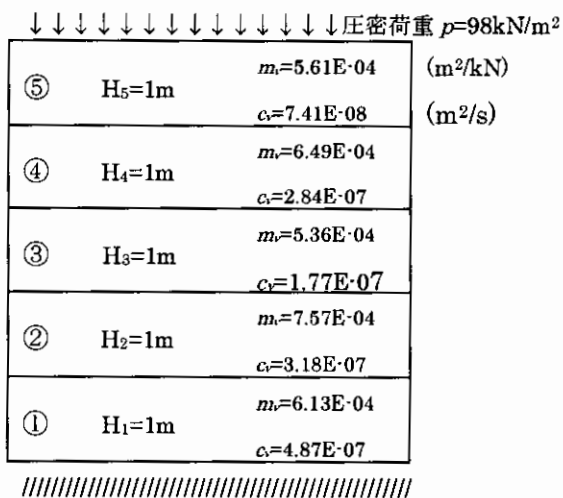 圧密荷重 p=98kN/m²
mᵥ=5.61E-04 (m²/kN)
⑤ H₅=1m
cᵥ=7.41E-08 (m²/s)
mᵥ=6.49E-04
④ H₄=1m
cᵥ=2.84E-07
mᵥ=5.36E-04
③ H₃=1m
cᵥ=1.77E-07
mᵥ=7.57E-04
② H₂=1m
cᵥ=3.18E-07
mᵥ=6.13E-04
① H₁=1m
cᵥ=4.87E-07